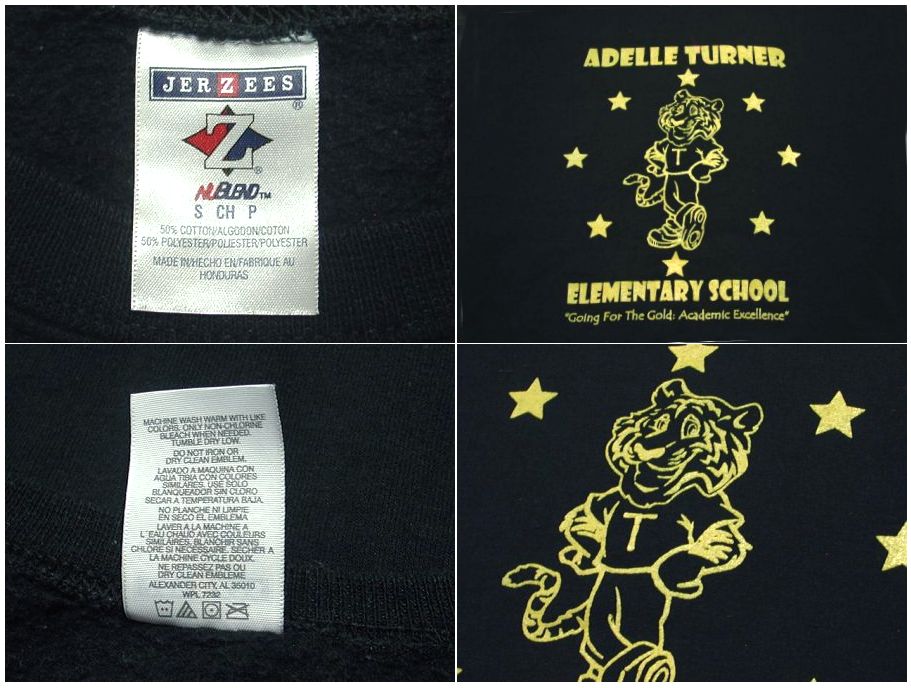 JERZEES
®
Z
®
NUBLEND™
S CH P
50% COTTON/ALGODON/COTON
50% POLYESTER/POLIESTER/POLYESTER
MADE IN/HECHO EN/FABRIQUE AU
HONDURAS
ADELLE TURNER
T
ELEMENTARY SCHOOL
"Going For The Gold: Academic Excellence"
MACHINE WASH WARM WITH LIKE
COLORS. ONLY NON-CHLORINE
BLEACH WHEN NEEDED.
TUMBLE DRY LOW.
DO NOT IRON OR
DRY CLEAN EMBLEM.
LAVADO A MAQUINA CON
AGUA TIBIA CON COLORES
SIMILARES. USE SOLO
BLANQUEADOR SIN CLORO
SECAR A TEMPERATURA BAJA.
NO PLANCHE NI LIMPIE
EN SECO EL EMBLEMA
LAVER A LA MACHINE A
L´EAU CHAUD AVEC COULEURS
SIMILAIRES. BLANCHIR SANS
CHLORE SI NECESSAIRE. SECHER A
LA MACHINE CYCLE DOUX.
NE REPASSEZ PAS OU
DRY CLEAN EMBLEME
ALEXANDER CITY, AL 35010
WPL 7232
T